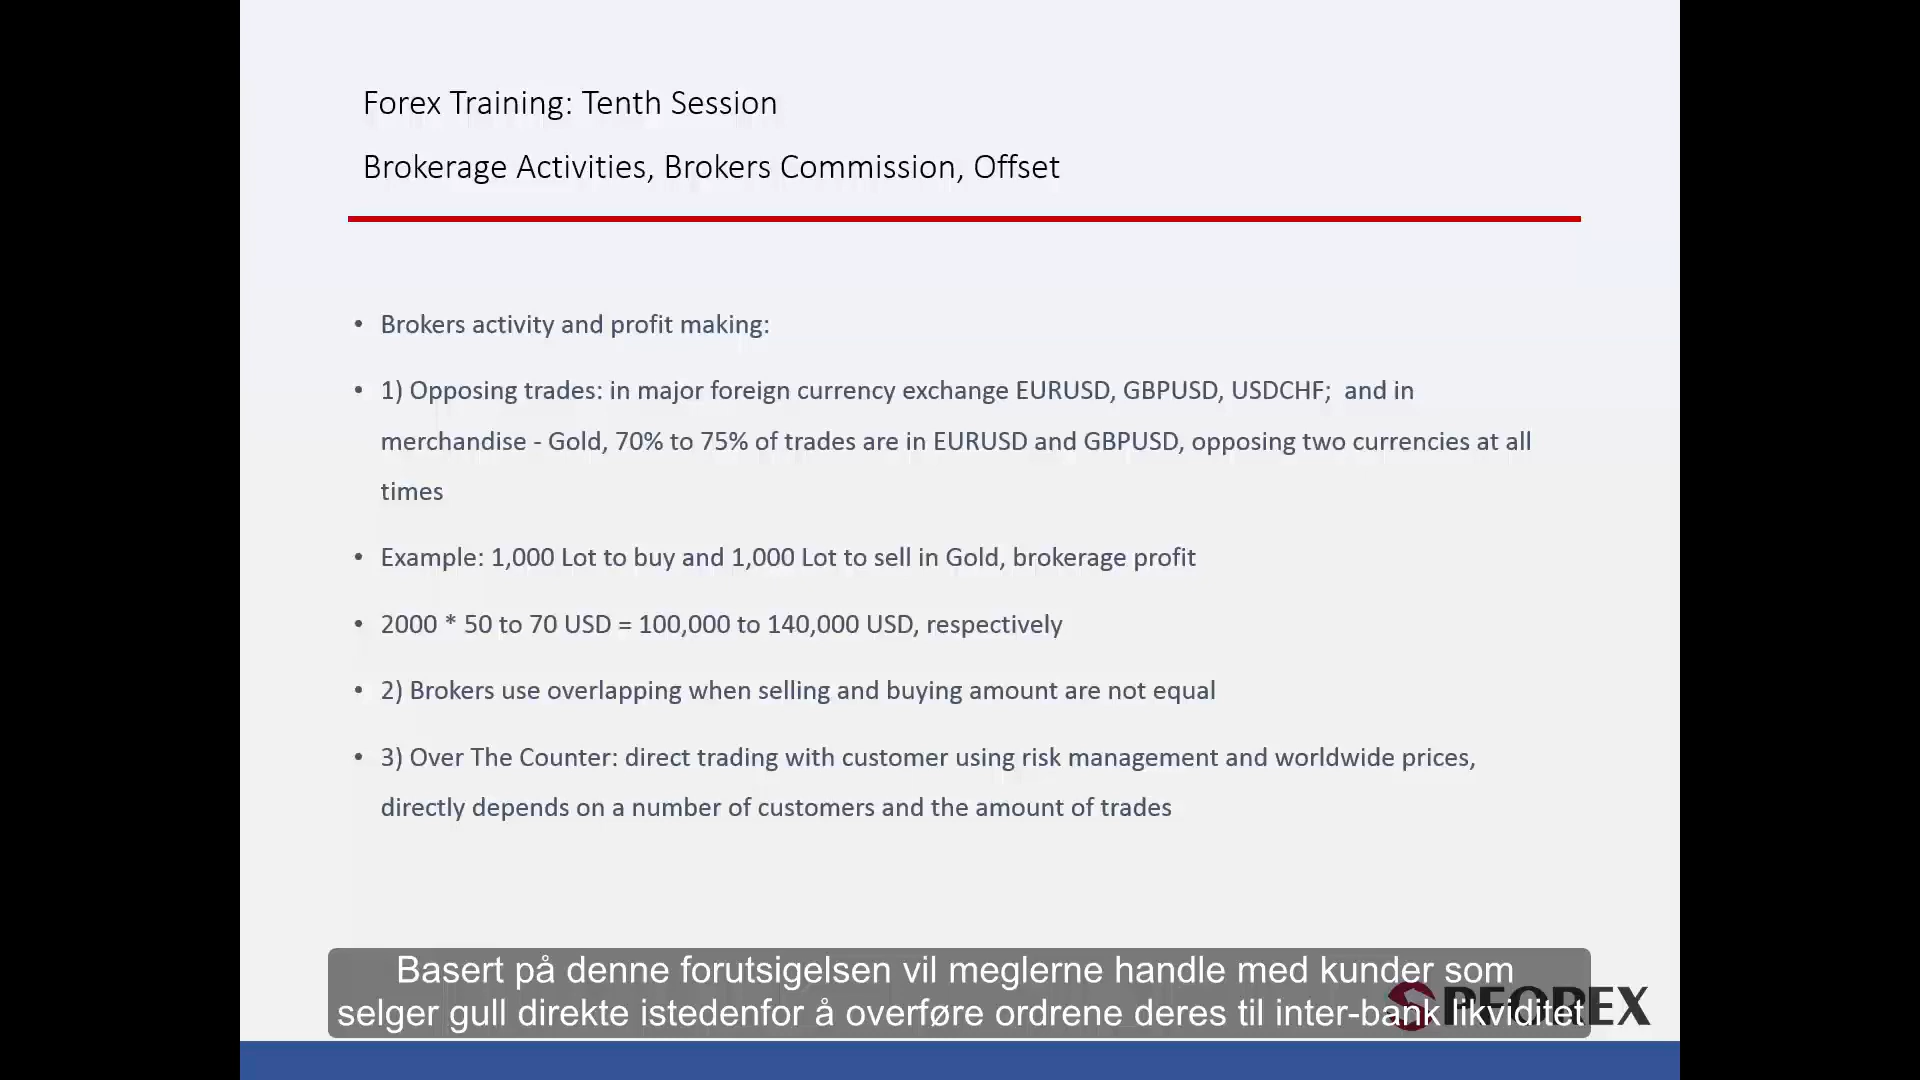 Forex Training: Tenth Session
Brokerage Activities, Brokers Commission, Offset
• Brokers activity and profit making:
• 1) Opposing trades: in major foreign currency exchange EURUSD, GBPUSD, USDCHF;  and in
merchandise - Gold, 70% to 75% of trades are in EURUSD and GBPUSD, opposing two currencies at all
times
• Example: 1,000 Lot to buy and 1,000 Lot to sell in Gold, brokerage profit
• 2000 * 50 to 70 USD = 100,000 to 140,000 USD, respectively
• 2) Brokers use overlapping when selling and buying amount are not equal
• 3) Over The Counter: direct trading with customer using risk management and worldwide prices,
directly depends on a number of customers and the amount of trades
Basert på denne forutsigelsen vil meglerne handle med kunder som
selger gull direkte istedenfor å overføre ordrene deres til inter-bank likviditet